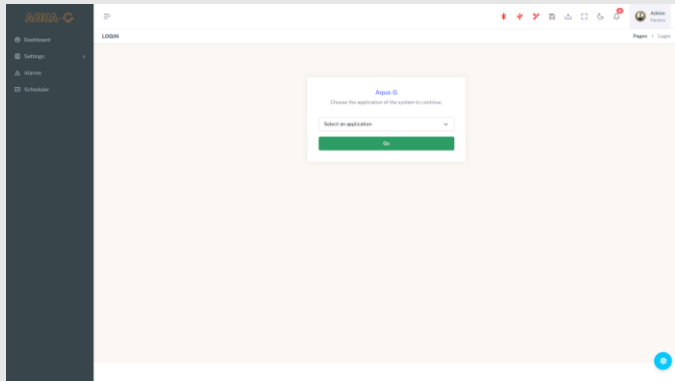 AQUA-G
Admin
LOGIN
Pages
Login
Dashboard
Settings
Alarms
Scheduler
Aqua-G
Choose the application of the system to continue.
Select an application
Go